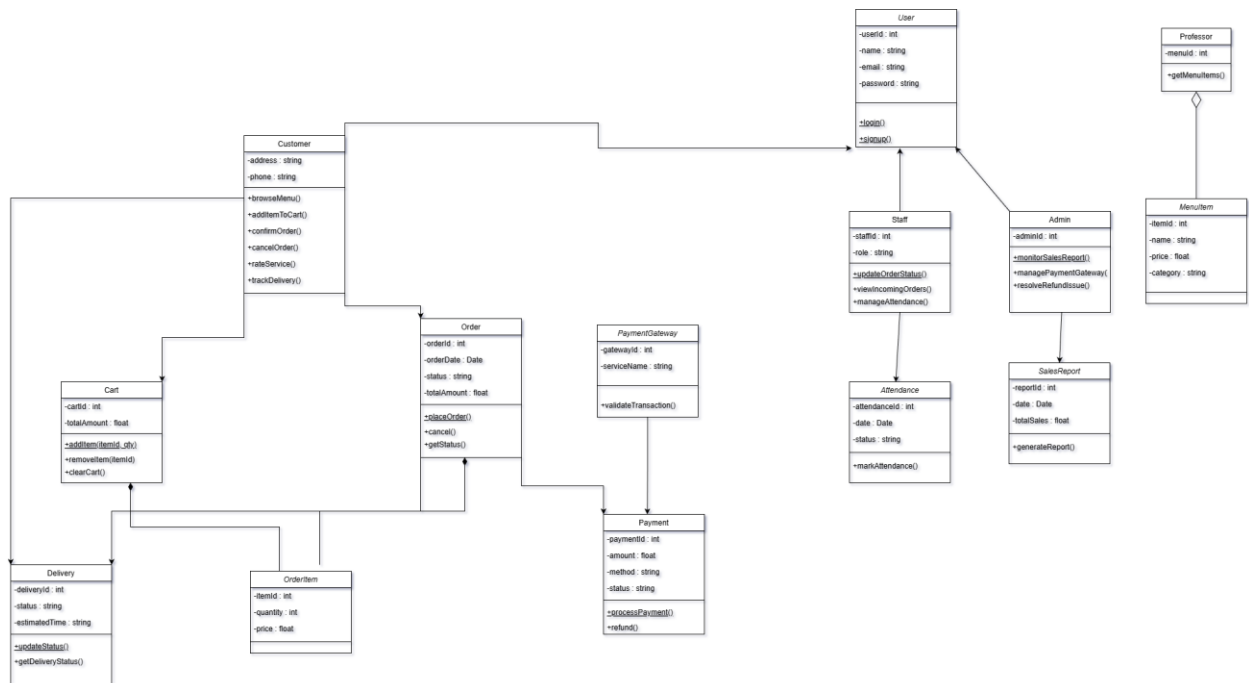 User
-userId : int
-name : string
-email : string
-password : string
+login()
+signup()
Professor
-menuId : int
+getMenuItems()
Customer
-address : string
-phone : string
+browseMenu()
+addItemToCart()
+confirmOrder()
+cancelOrder()
+rateService()
+trackDelivery()
Staff
-staffId : int
-role : string
+updateOrderStatus()
+viewIncomingOrders()
+manageAttendance()
Admin
-adminId : int
+monitorSalesReport()
+managePaymentGateway(
+resolveRefundIssue()
MenuItem
-itemId : int
-name : string
-price : float
-category : string
Order
-orderId : int
-orderDate : Date
-status : string
-totalAmount : float
+placeOrder()
+cancel()
+getStatus()
PaymentGateway
-gatewayId : int
-serviceName : string
+validateTransaction()
Cart
-cartId : int
-totalAmount : float
+addItem(itemId, qty)
+removeItem(itemId)
+clearCart()
Attendance
-attendanceId : int
-date : Date
-status : string
+markAttendance()
SalesReport
-reportId : int
-date : Date
-totalSales : float
+generateReport()
Payment
-paymentId : int
-amount : float
-method : string
-status : string
+processPayment()
+refund()
Delivery
-deliveryId : int
-status : string
-estimatedTime : string
+updateStatus()
+getDeliveryStatus()
OrderItem
-itemId : int
-quantity : int
-price : float